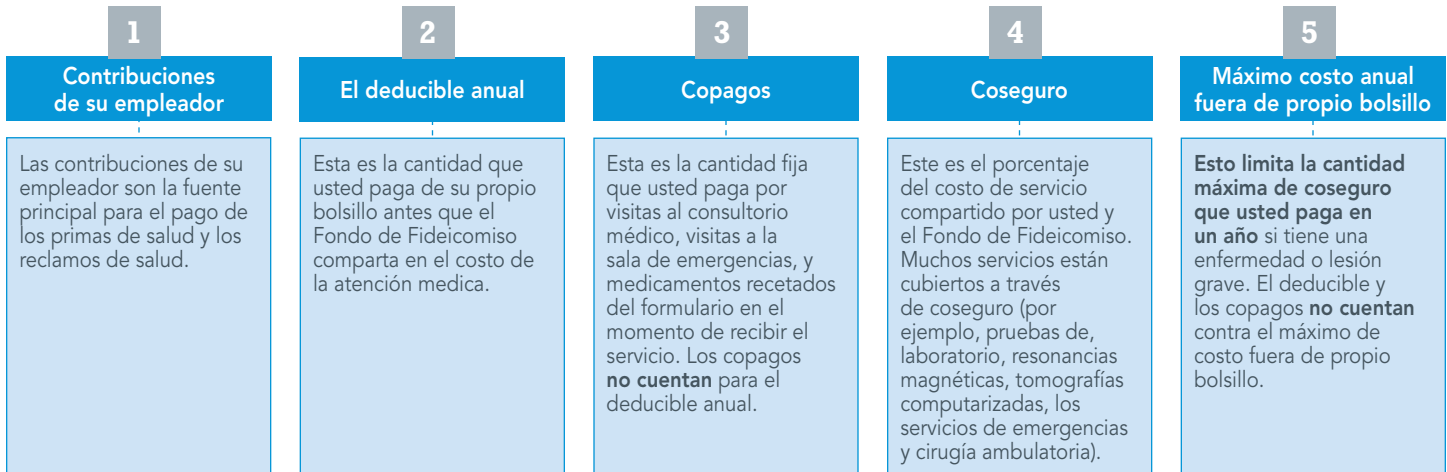 1
Contribuciones
de su empleador
Las contribuciones de su
empleador son la fuente
principal para el pago de
los primas de salud y los
reclamos de salud.
2
El deducible anual
Esta es la cantidad que
usted paga de su propio
bolsillo antes que el
Fondo de Fideicomiso
comparta en el costo de
la atención medica.
3
Copagos
Esta es la cantidad fija
que usted paga por
visitas al consultorio
médico, visitas a la
sala de emergencias, y
medicamentos recetados
del formulario en el
momento de recibir el
servicio. Los copagos
no cuentan para el
deducible anual.
4
Coseguro
Este es el porcentaje
del costo de servicio
compartido por usted y
el Fondo de Fideicomiso.
Muchos servicios están
cubiertos a través
de coseguro (por
ejemplo, pruebas de,
laboratorio, resonancias
magnéticas, tomografías
computarizadas, los
servicios de emergencias
y cirugía ambulatoria).
5
Máximo costo anual
fuera de propio bolsillo
Esto limita la cantidad
máxima de coseguro
que usted paga en
un año si tiene una
enfermedad o lesión
grave. El deducible y
los copagos no cuentan
contra el máximo de
costo fuera de propio
bolsillo.